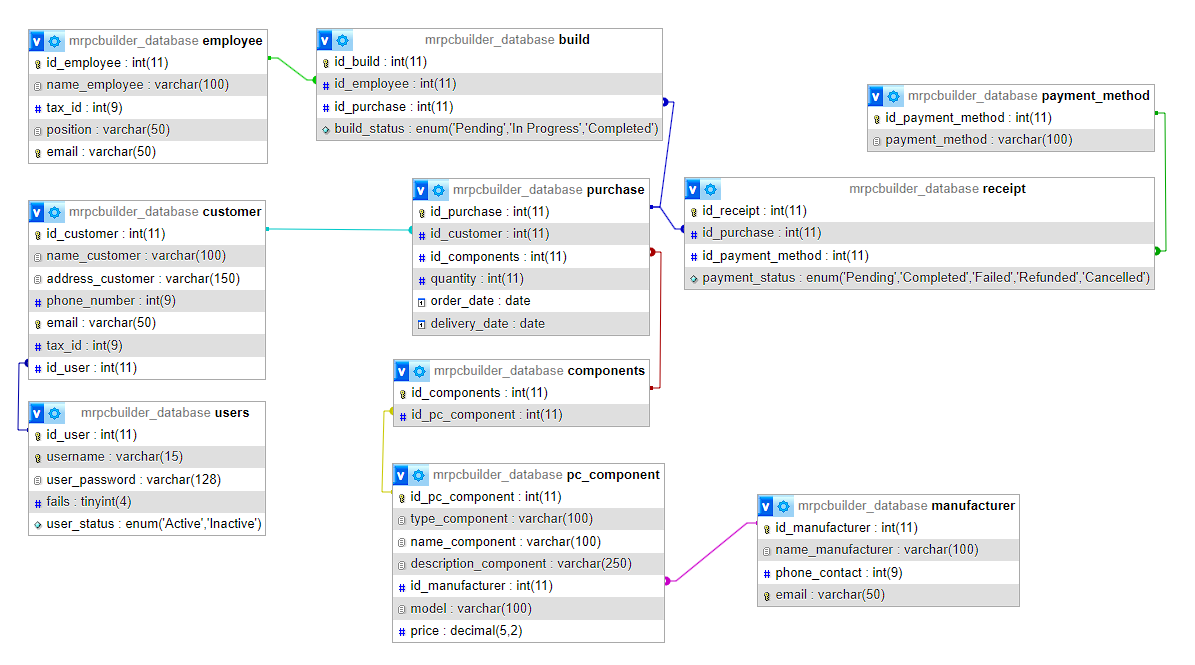 v mrpcbuilder_database employee
id_employee : int(11)
name_employee : varchar(100)
# tax_id : int(9)
position : varchar(50)
email : varchar(50)
v mrpcbuilder_database build
id_build : int(11)
# id_employee : int(11)
# id_purchase : int(11)
build_status : enum('Pending','In Progress','Completed')
v mrpcbuilder_database payment_method
id_payment_method : int(11)
payment_method : varchar(100)
v mrpcbuilder_database customer
id_customer : int(11)
name_customer : varchar(100)
address_customer : varchar(150)
# phone_number : int(9)
email : varchar(50)
# tax_id : int(9)
# id_user : int(11)
v mrpcbuilder_database purchase
id_purchase : int(11)
# id_customer : int(11)
# id_components : int(11)
# quantity : int(11)
order_date : date
delivery_date : date
v mrpcbuilder_database receipt
id_receipt : int(11)
# id_purchase : int(11)
# id_payment_method : int(11)
payment_status : enum('Pending','Completed','Failed','Refunded','Cancelled')
v mrpcbuilder_database components
id_components : int(11)
# id_pc_component : int(11)
v mrpcbuilder_database users
id_user : int(11)
username : varchar(15)
user_password : varchar(128)
# fails : tinyint(4)
user_status : enum('Active','Inactive')
v mrpcbuilder_database pc_component
id_pc_component : int(11)
type_component : varchar(100)
name_component : varchar(100)
description_component : varchar(250)
# id_manufacturer : int(11)
model : varchar(100)
# price : decimal(5,2)
v mrpcbuilder_database manufacturer
id_manufacturer : int(11)
name_manufacturer : varchar(100)
# phone_contact : int(9)
email : varchar(50)